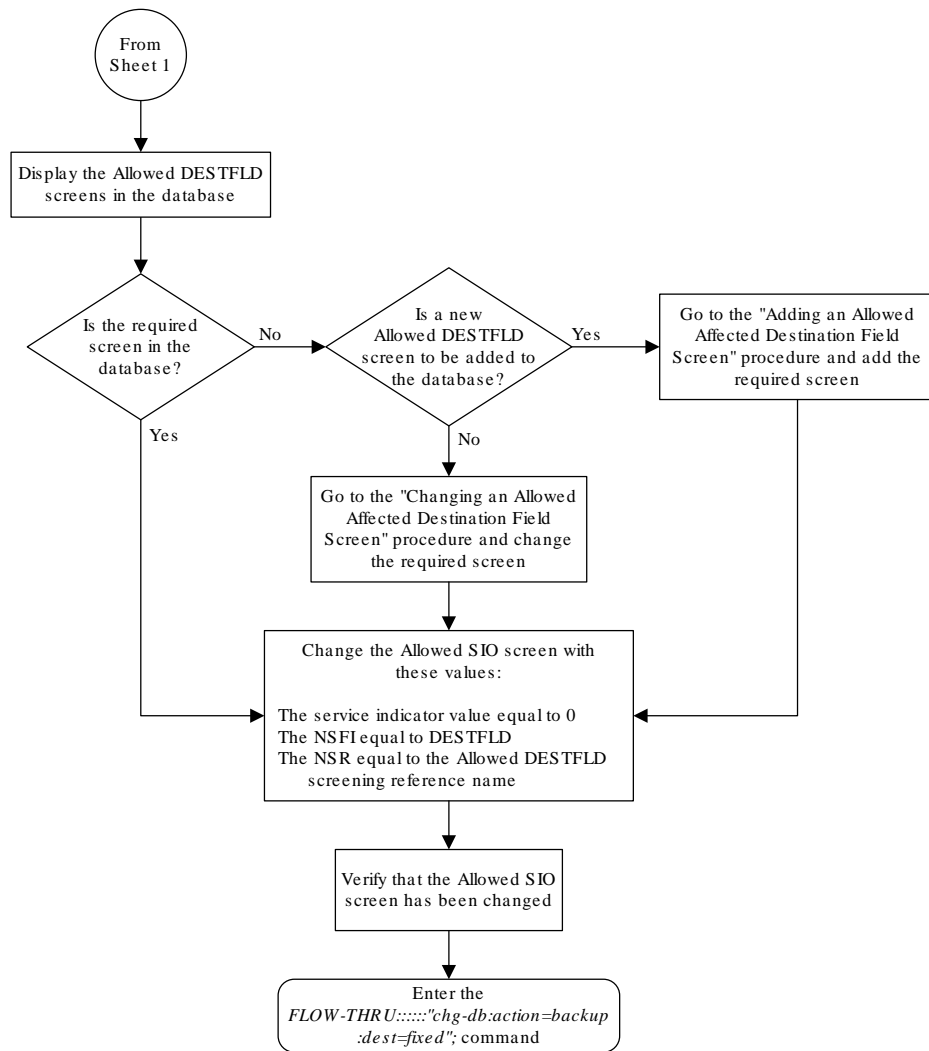 From
Sheet 1
Display the Allowed DESTFLD
screens in the database
Is the required
screen in the
database?
No
Yes
Is a new
Allowed DESTFLD
screen to be added to
the database?
Yes
No
Go to the "Adding an Allowed
Affected Destination Field
Screen" procedure and add the
required screen
Go to the "Changing an Allowed
Affected Destination Field
Screen" procedure and change
the required screen
Change the Allowed SIO screen with
these values:
The service indicator value equal to 0
The NSFI equal to DESTFLD
The NSR equal to the Allowed DESTFLD
screening reference name
Verify that the Allowed SIO
screen has been changed
Enter the
FLOW-THRU::::::"chg-db:action=backup
:dest=fixed"; command